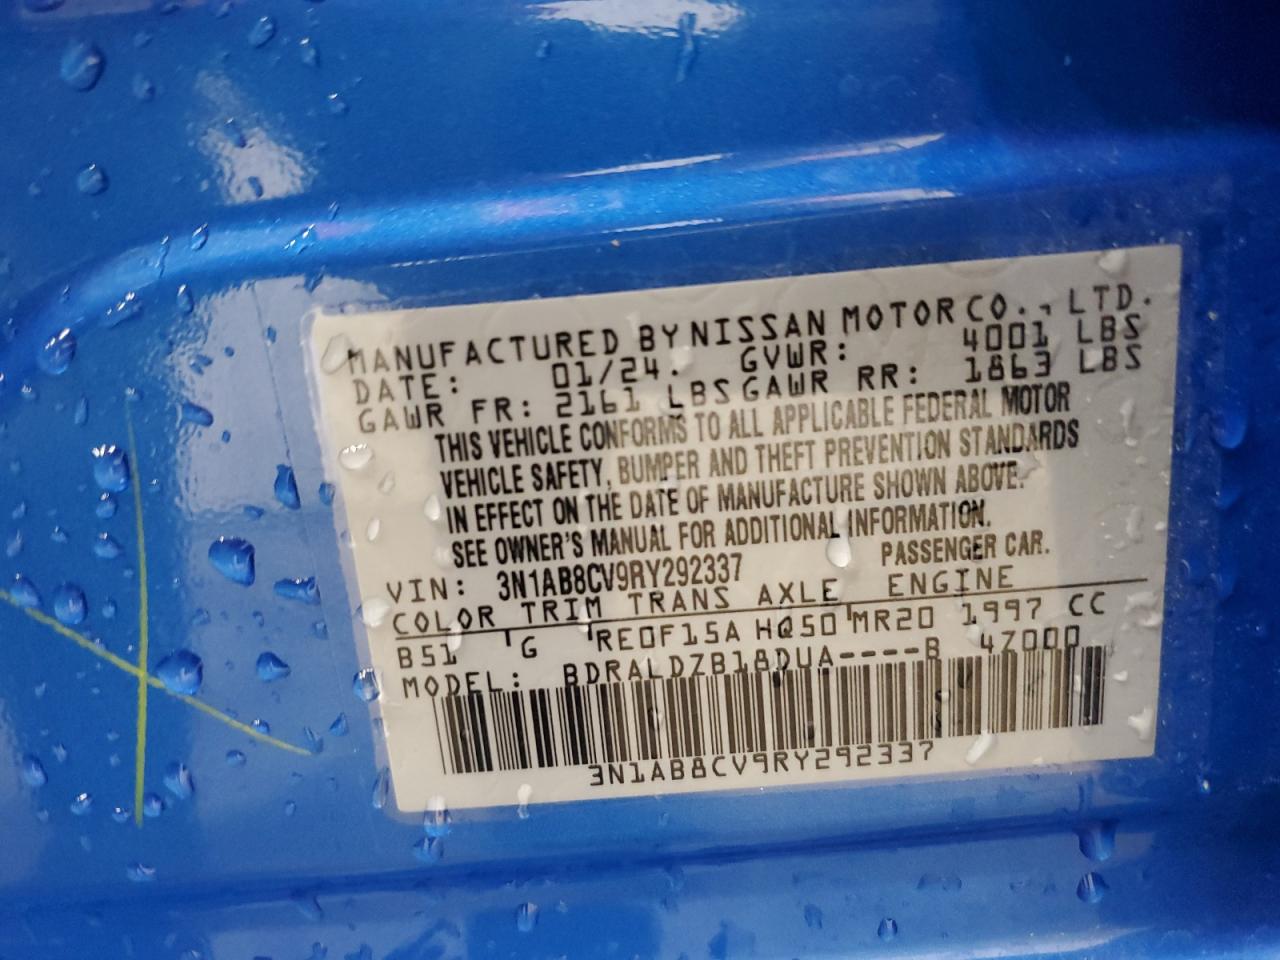 MANUFACTURED BY NISSAN MOTOR CO., LTD.
DATE: 01/24. GVWR: 4001 LBS
GAWR FR: 2161 LBS GAWR RR: 1863 LBS
THIS VEHICLE CONFORMS TO ALL APPLICABLE FEDERAL MOTOR
VEHICLE SAFETY, BUMPER AND THEFT PREVENTION STANDARDS
IN EFFECT ON THE DATE OF MANUFACTURE SHOWN ABOVE.
SEE OWNER'S MANUAL FOR ADDITIONAL INFORMATION.
VIN: 3N1AB8CV9RY292337 PASSENGER CAR.
COLOR TRIM TRANS AXLE ENGINE
B51 G RE0F15A HQ50 MR20 1997 CC
MODEL: BDRALDZB18DUA----B 4Z000
3N1AB8CV9RY292337